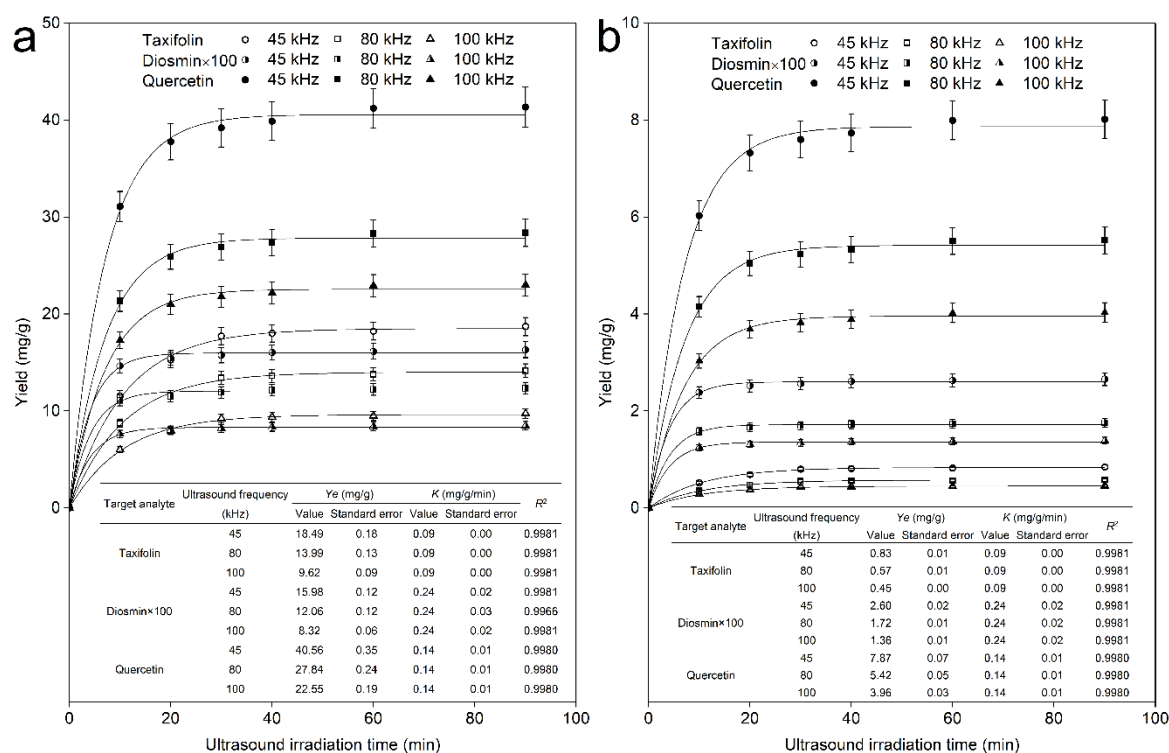 a
Taxifolin 45 kHz 80 kHz 100 kHz
Diosmin×100 45 kHz 80 kHz 100 kHz
Quercetin 45 kHz 80 kHz 100 kHz
Yield (mg/g)
50
40
30
20
10
0
Target analyte Ultrasound frequency (kHz) Ye (mg/g) K (mg/g/min) R²
Value Standard error Value Standard error
Taxifolin
45 18.49 0.18 0.09 0.00 0.9981
80 13.99 0.13 0.09 0.00 0.9981
100 9.62 0.09 0.09 0.00 0.9981
Diosmin×100
45 15.98 0.12 0.24 0.02 0.9981
80 12.06 0.12 0.24 0.03 0.9966
100 8.32 0.06 0.24 0.02 0.9981
Quercetin
45 40.56 0.35 0.14 0.01 0.9980
80 27.84 0.24 0.14 0.01 0.9980
100 22.55 0.19 0.14 0.01 0.9980
0 20 40 60 80 100
Ultrasound irradiation time (min)
b
Taxifolin 45 kHz 80 kHz 100 kHz
Diosmin×100 45 kHz 80 kHz 100 kHz
Quercetin 45 kHz 80 kHz 100 kHz
Yield (mg/g)
10
8
6
4
2
0
Target analyte Ultrasound frequency (kHz) Ye (mg/g) K (mg/g/min) R²
Value Standard error Value Standard error
Taxifolin
45 0.83 0.01 0.09 0.00 0.9981
80 0.57 0.01 0.09 0.00 0.9981
100 0.45 0.00 0.09 0.00 0.9981
Diosmin×100
45 2.60 0.02 0.24 0.02 0.9981
80 1.72 0.01 0.24 0.02 0.9981
100 1.36 0.01 0.24 0.02 0.9981
Quercetin
45 7.87 0.07 0.14 0.01 0.9980
80 5.42 0.05 0.14 0.01 0.9980
100 3.96 0.03 0.14 0.01 0.9980
0 20 40 60 80 100
Ultrasound irradiation time (min)